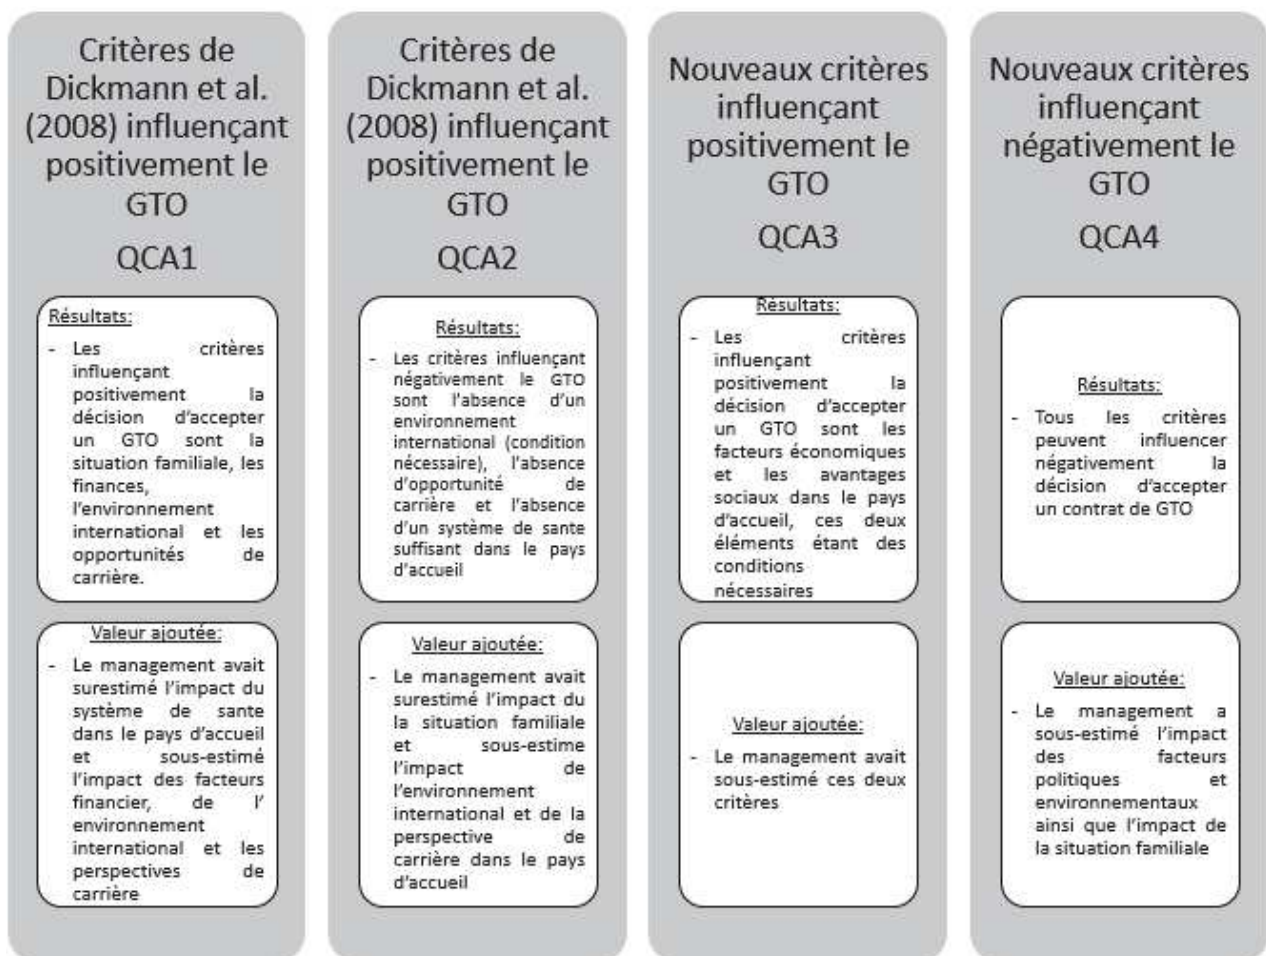 Critères de
Dickmann et al.
(2008) influençant
positivement le
GTO
QCA1
Résultats:
- Les critères
influençant
positivement la
décision d'accepter
un GTO sont la
situation familiale, les
finances,
l'environnement
international et les
opportunités de
carrière.
Valeur ajoutée:
- Le management avait
surestimé l'impact du
système de sante
dans le pays d'accueil
et sous-estimé
l'impact des facteurs
financier, de l'
environnement
international et les
perspectives de
carrière
Critères de
Dickmann et al.
(2008) influençant
positivement le
GTO
QCA2
Résultats:
- Les critères influençant
négativement le GTO
sont l'absence d'un
environnement
international (condition
nécessaire), l'absence
d'opportunité de
carrière et l'absence
d'un système de sante
suffisant dans le pays
d'accueil
Valeur ajoutée:
- Le management avait
surestimé l'impact du
la situation familiale
et sous-estime
l'impact de
l'environnement
international et de la
perspective de
carrière dans le pays
d'accueil
Nouveaux critères
influençant
positivement le
GTO
QCA3
Résultats:
- Les critères
influençant
positivement la
décision d'accepter
un GTO sont les
facteurs économiques
et les avantages
sociaux dans le pays
d'accueil, ces deux
éléments étant des
conditions
nécessaires
Valeur ajoutée:
- Le management avait
sous-estimé ces deux
critères
Nouveaux critères
influençant
négativement le
GTO
QCA4
Résultats:
- Tous les critères
peuvent influencer
négativement la
décision d'accepter
un contrat de GTO
Valeur ajoutée:
- Le management a
sous-estimé l'impact
des facteurs
politiques et
environnementaux
ainsi que l'impact de
la situation familiale